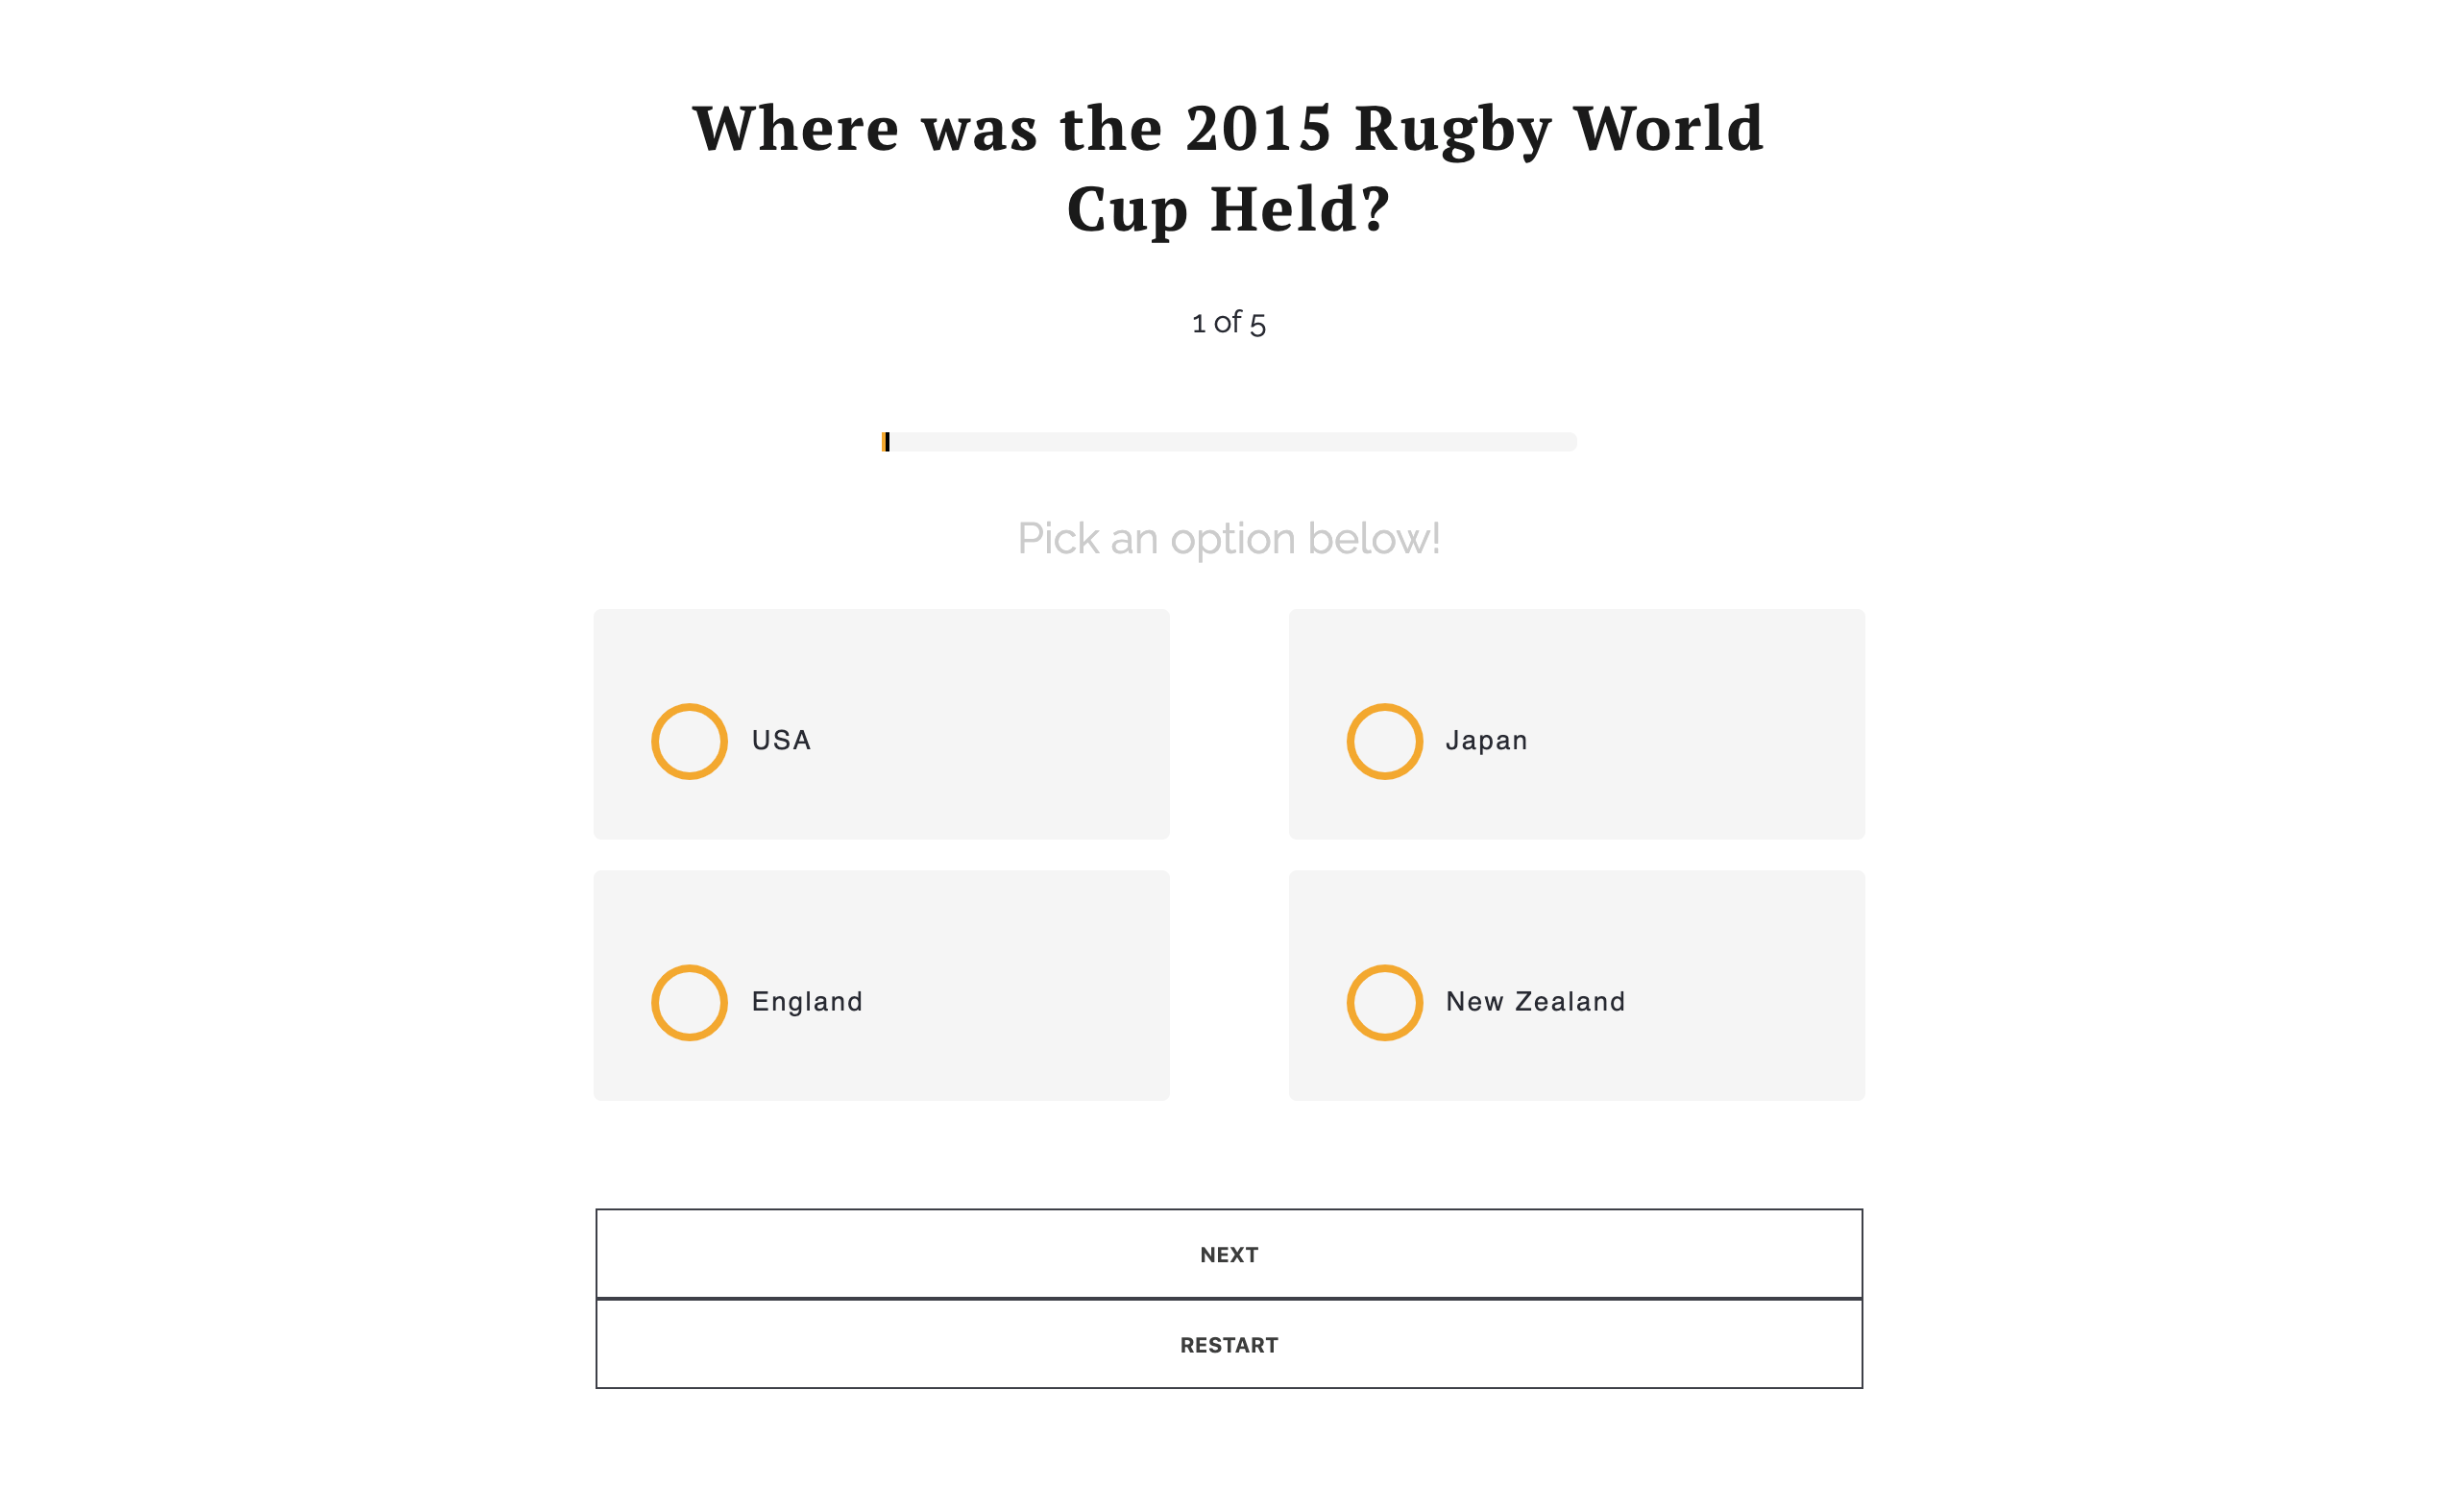 Where was the 2015 Rugby World
Cup Held?
1 of 5
Pick an option below!
USA
Japan
England
New Zealand
NEXT
RESTART